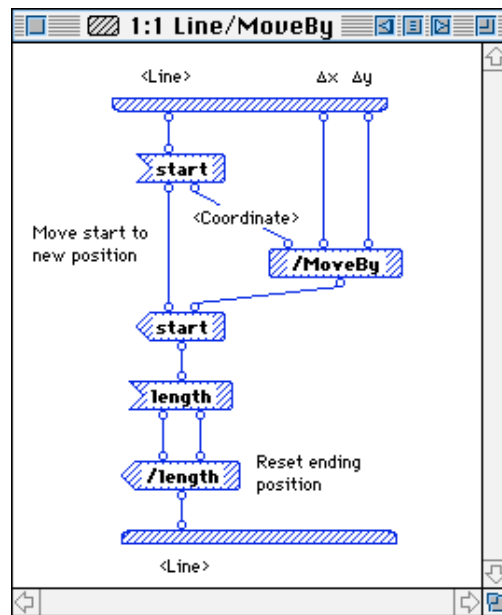 1:1 Line/MoveBy
<Line> Δx Δy
start
<Coordinate>
Move start to
new position
/MoveBy
start
length
/length
Reset ending
position
<Line>